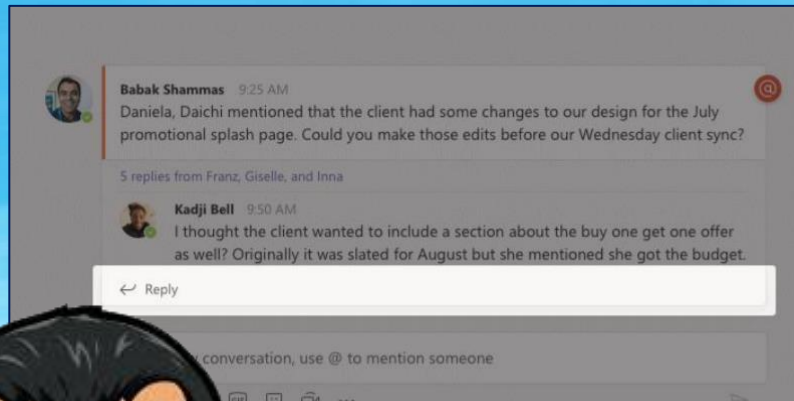 Babak Shammas 9:25 AM
Daniela, Daichi mentioned that the client had some changes to our design for the July
promotional splash page. Could you make those edits before our Wednesday client sync?
5 replies from Franz, Giselle, and Inna
Kadji Bell 9:50 AM
I thought the client wanted to include a section about the buy one get one offer
as well? Originally it was slated for August but she mentioned she got the budget.
Reply
conversation, use @ to mention someone